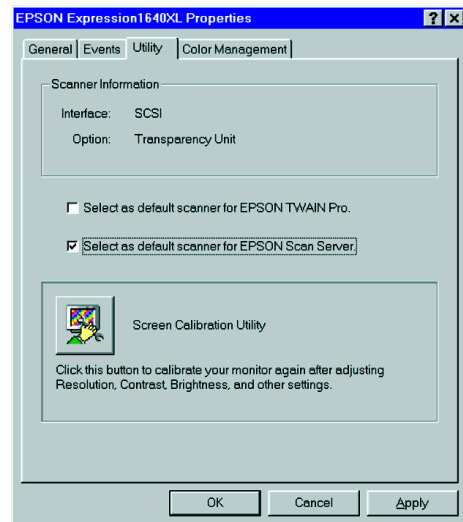 EPSON Expression1640XL Properties ? ×
General Events Utility Color Management
Scanner Information
Interface: SCSI
Option: Transparency Unit
Select as default scanner for EPSON TWAIN Pro.
Select as default scanner for EPSON Scan Server.
Screen Calibration Utility
Click this button to calibrate your monitor again after adjusting
Resolution, Contrast, Brightness, and other settings.
OK Cancel Apply